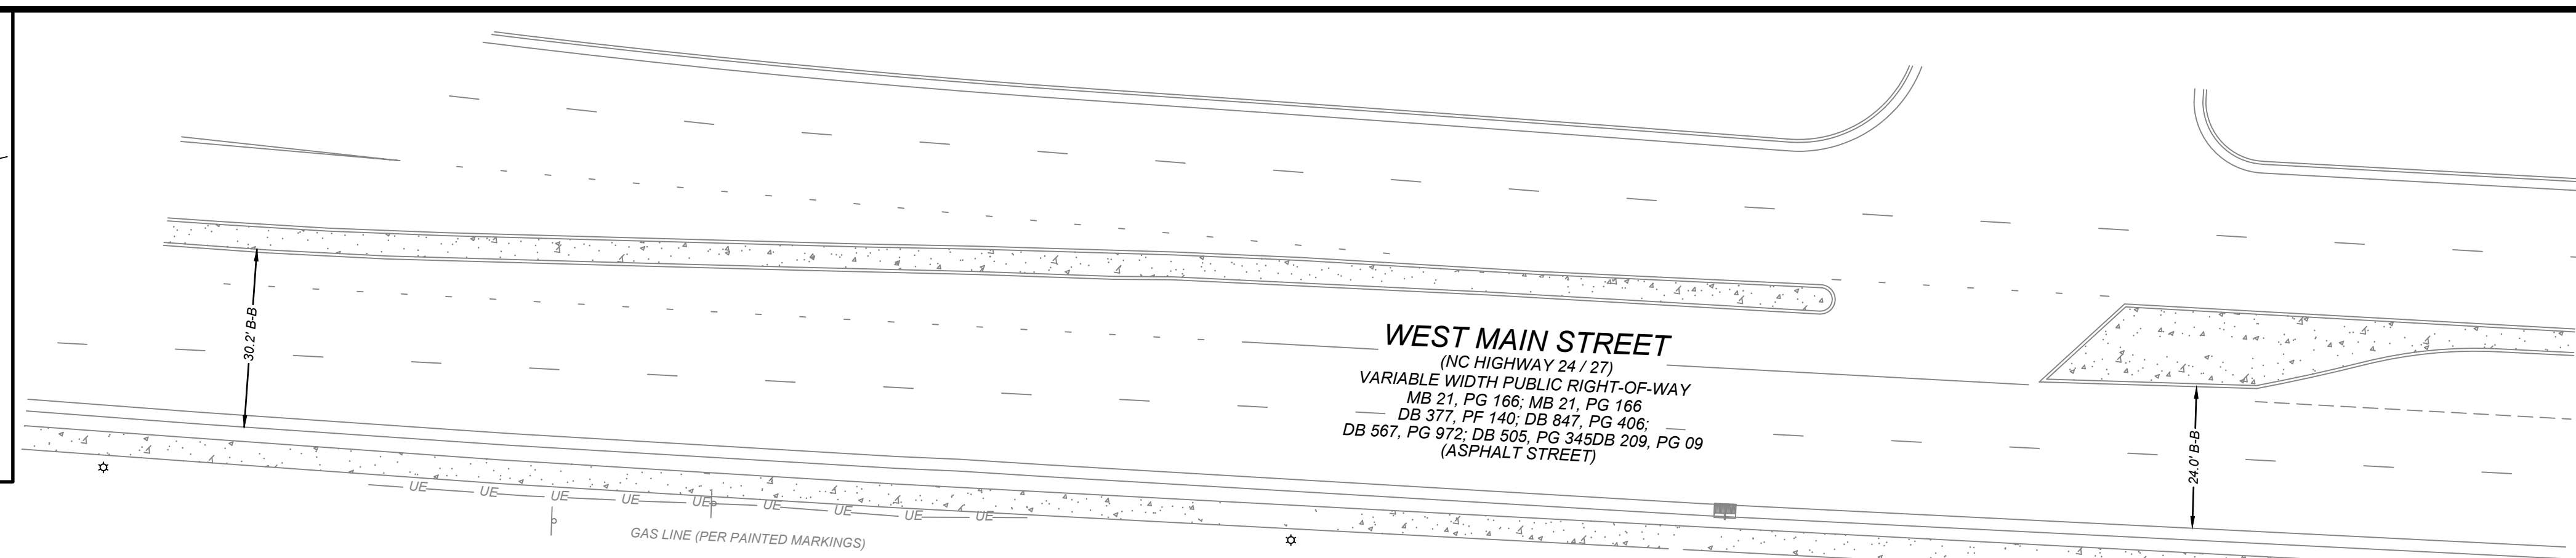 30.2' B-B
WEST MAIN STREET
(NC HIGHWAY 24 / 27)
VARIABLE WIDTH PUBLIC RIGHT-OF-WAY
MB 21, PG 166; MB 21, PG 166
DB 377, PF 140; DB 847, PG 406;
DB 567, PG 972; DB 505, PG 345DB 209, PG 09
(ASPHALT STREET)
24.0' B-B
UE UE UE UE UE UE UE UE UE
GAS LINE (PER PAINTED MARKINGS)